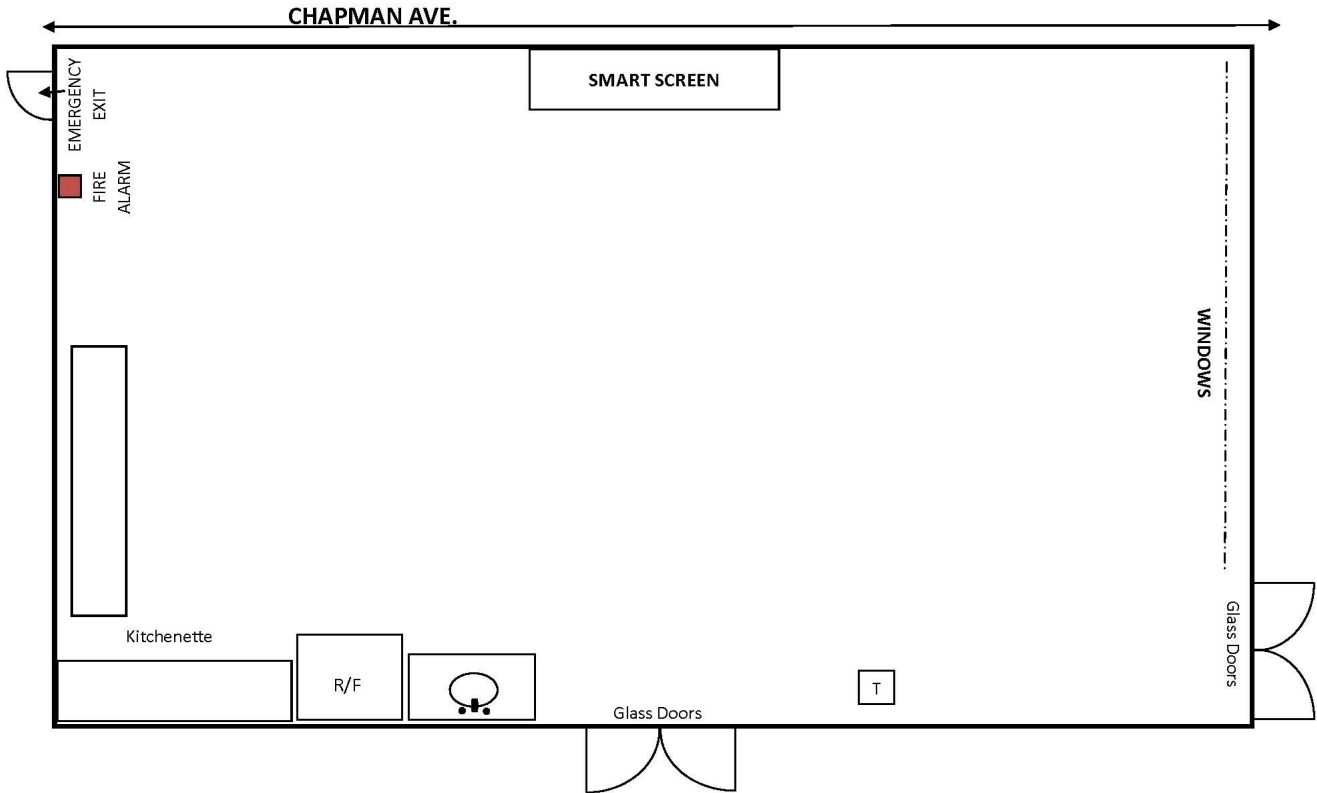 CHAPMAN AVE.
SMART SCREEN
EMERGENCY
EXIT
FIRE
ALARM
WINDOWS
Kitchenette
R/F
Glass Doors
T
Glass Doors